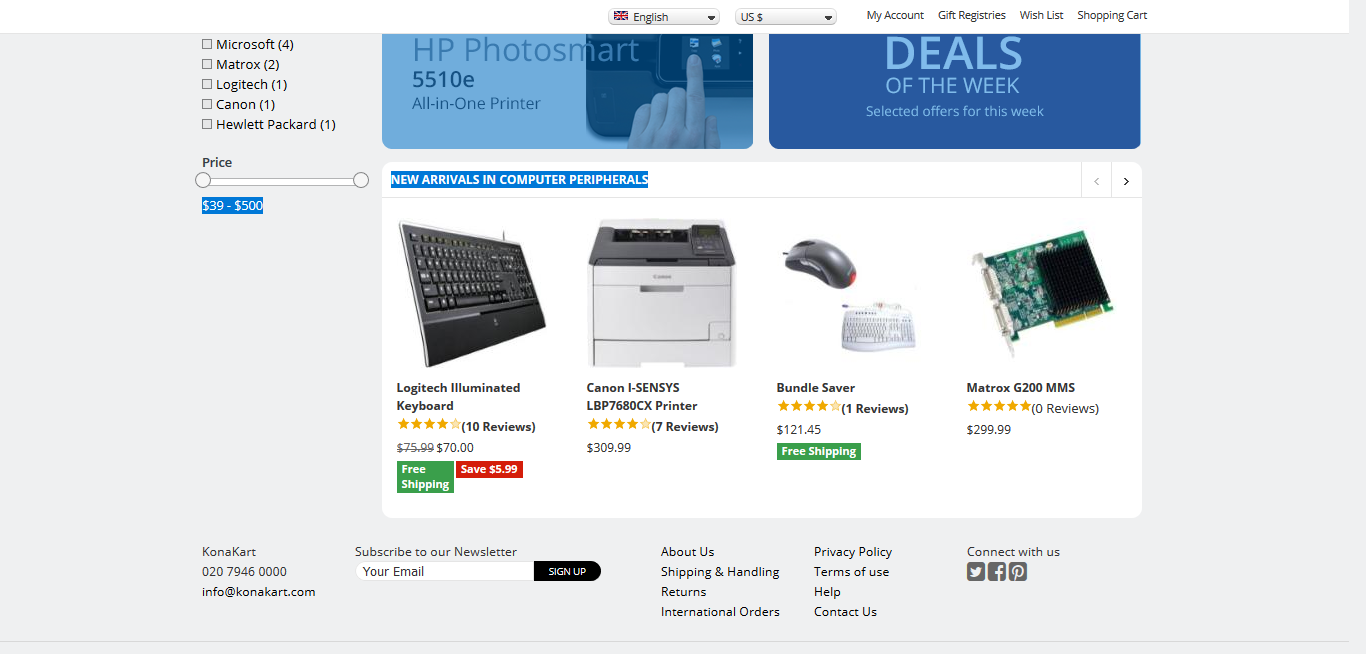 English
US $
My Account
Gift Registries
Wish List
Shopping Cart
Microsoft (4)
Matrox (2)
Logitech (1)
Canon (1)
Hewlett Packard (1)
Price
$39 - $500
HP Photosmart
5510e
All-in-One Printer
DEALS
OF THE WEEK
Selected offers for this week
NEW ARRIVALS IN COMPUTER PERIPHERALS
Logitech Illuminated
Keyboard
(10 Reviews)
$75.99 $70.00
Free
Shipping
Save $5.99
Canon I-SENSYS
LBP7680CX Printer
(7 Reviews)
$309.99
Bundle Saver
(1 Reviews)
$121.45
Free Shipping
Matrox G200 MMS
(0 Reviews)
$299.99
KonaKart
020 7946 0000
info@konakart.com
Subscribe to our Newsletter
Your Email
SIGN UP
About Us
Shipping & Handling
Returns
International Orders
Privacy Policy
Terms of use
Help
Contact Us
Connect with us